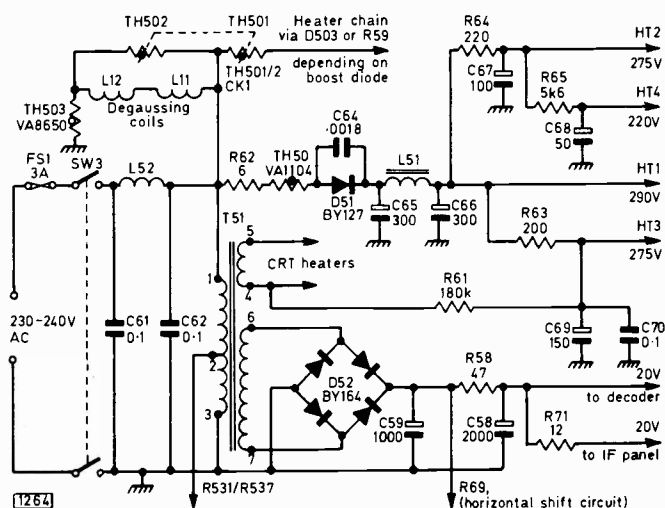 TH502
TH501
Heater chain
via D503 or R59
depending on
boost diode
TH501/2
CK1
L12
L11
Degaussing
coils
TH503
VA8650
FS1
3A
SW3
L52
R62
6
TH50
VA1104
C64
.0018
D51
BY127
L51
C65
300
C66
300
R64
220
C67
100
R65
5k6
C68
50
HT2
275V
HT4
220V
HT1
290V
R63
200
HT3
275V
T51
1
2
3
5
4
6
7
CRT heaters
R61
180k
C69
150
C70
0·1
230-240V
AC
C61
0·1
C62
0·1
D52
BY164
C59
1000
R58
47
C58
2000
20V
to decoder
R71
12
20V
to IF panel
R531/R537
R69,
(horizontal shift circuit)
1264